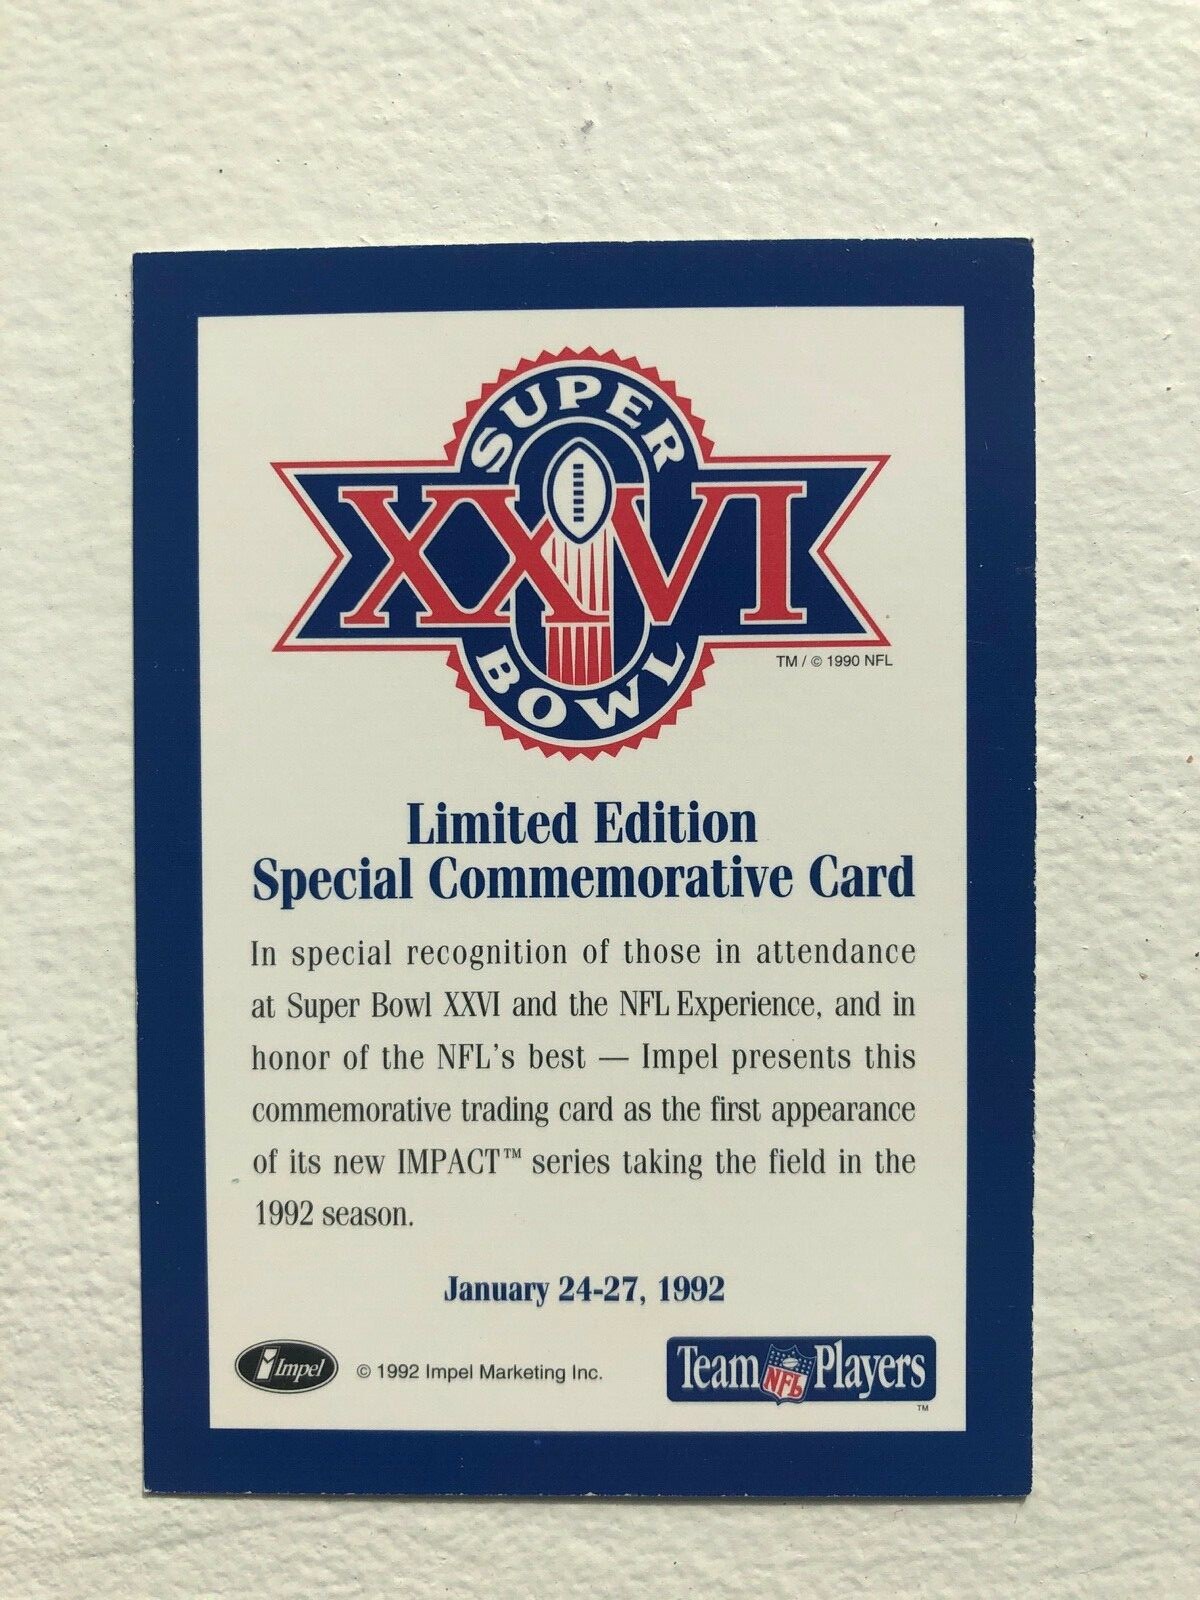 SUPER
XXVI
BOWL
TM / © 1990 NFL
Limited Edition
Special Commemorative Card
In special recognition of those in attendance
at Super Bowl XXVI and the NFL Experience, and in
honor of the NFL's best — Impel presents this
commemorative trading card as the first appearance
of its new IMPACT™ series taking the field in the
1992 season.
January 24-27, 1992
Impel © 1992 Impel Marketing Inc. Team NFL Players
TM